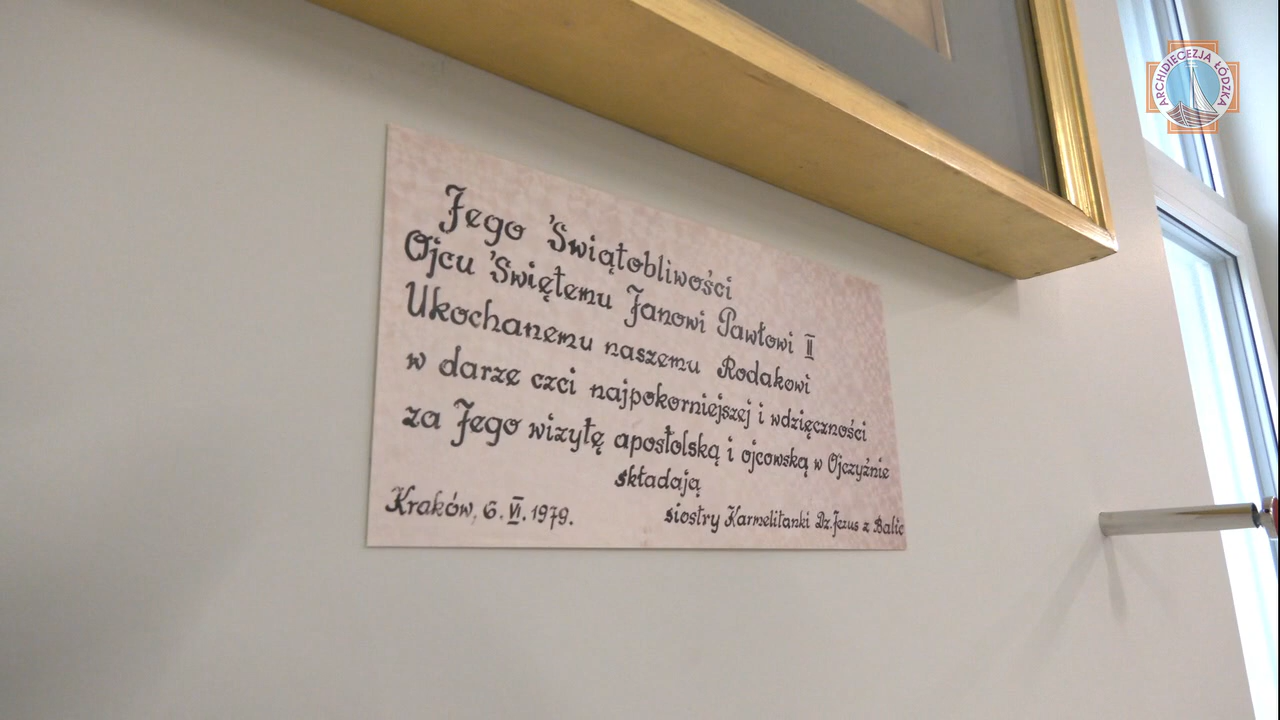 Jego Świątobliwości
Ojcu Świętemu Janowi Pawłowi II
Ukochanemu naszemu Rodakowi
w darze czci najpokorniejszej i wdzięczności
za Jego wizytę apostolską i ojcowską w Ojczyźnie
składają
Kraków, 6. VI. 1979.
siostry Karmelitanki Dz. Jezus z Balic
ARCHIDIECEZJA ŁÓDZKA